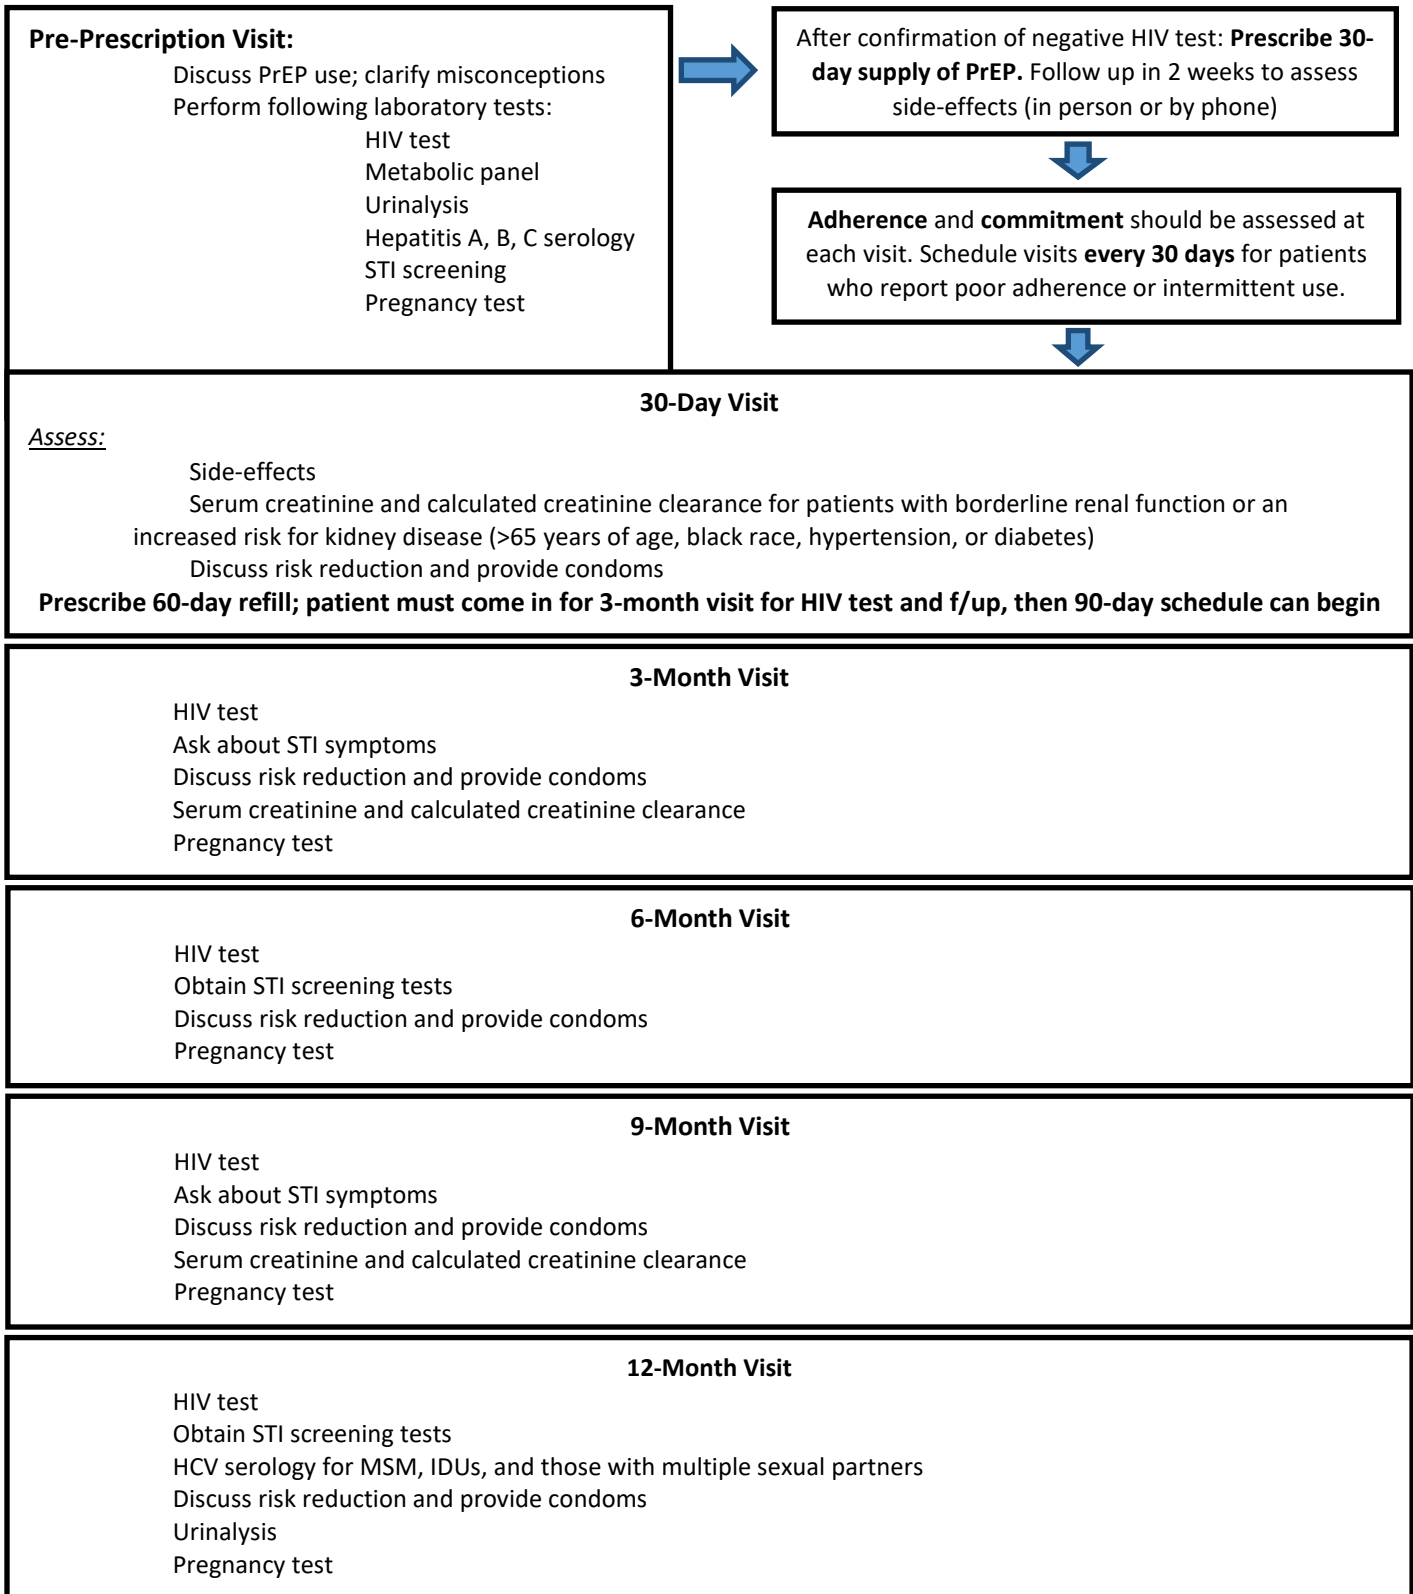 Pre-Prescription Visit:
Discuss PrEP use; clarify misconceptions
Perform following laboratory tests:
HIV test
Metabolic panel
Urinalysis
Hepatitis A, B, C serology
STI screening
Pregnancy test
After confirmation of negative HIV test: Prescribe 30-
day supply of PrEP. Follow up in 2 weeks to assess
side-effects (in person or by phone)
Adherence and commitment should be assessed at
each visit. Schedule visits every 30 days for patients
who report poor adherence or intermittent use.
30-Day Visit
Assess:
Side-effects
Serum creatinine and calculated creatinine clearance for patients with borderline renal function or an
increased risk for kidney disease (>65 years of age, black race, hypertension, or diabetes)
Discuss risk reduction and provide condoms
Prescribe 60-day refill; patient must come in for 3-month visit for HIV test and f/up, then 90-day schedule can begin
3-Month Visit
HIV test
Ask about STI symptoms
Discuss risk reduction and provide condoms
Serum creatinine and calculated creatinine clearance
Pregnancy test
6-Month Visit
HIV test
Obtain STI screening tests
Discuss risk reduction and provide condoms
Pregnancy test
9-Month Visit
HIV test
Ask about STI symptoms
Discuss risk reduction and provide condoms
Serum creatinine and calculated creatinine clearance
Pregnancy test
12-Month Visit
HIV test
Obtain STI screening tests
HCV serology for MSM, IDUs, and those with multiple sexual partners
Discuss risk reduction and provide condoms
Urinalysis
Pregnancy test